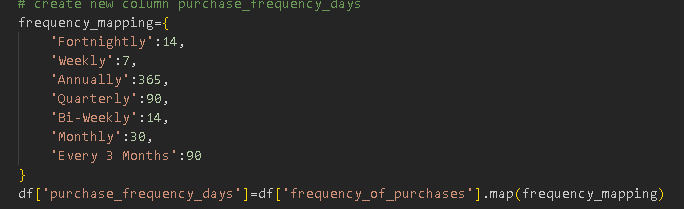 # create new column purchase_frequency_days
frequency_mapping={
    'Fortnightly':14,
    'Weekly':7,
    'Annually':365,
    'Quarterly':90,
    'Bi-Weekly':14,
    'Monthly':30,
    'Every 3 Months':90
}
df['purchase_frequency_days']=df['frequency_of_purchases'].map(frequency_mapping)